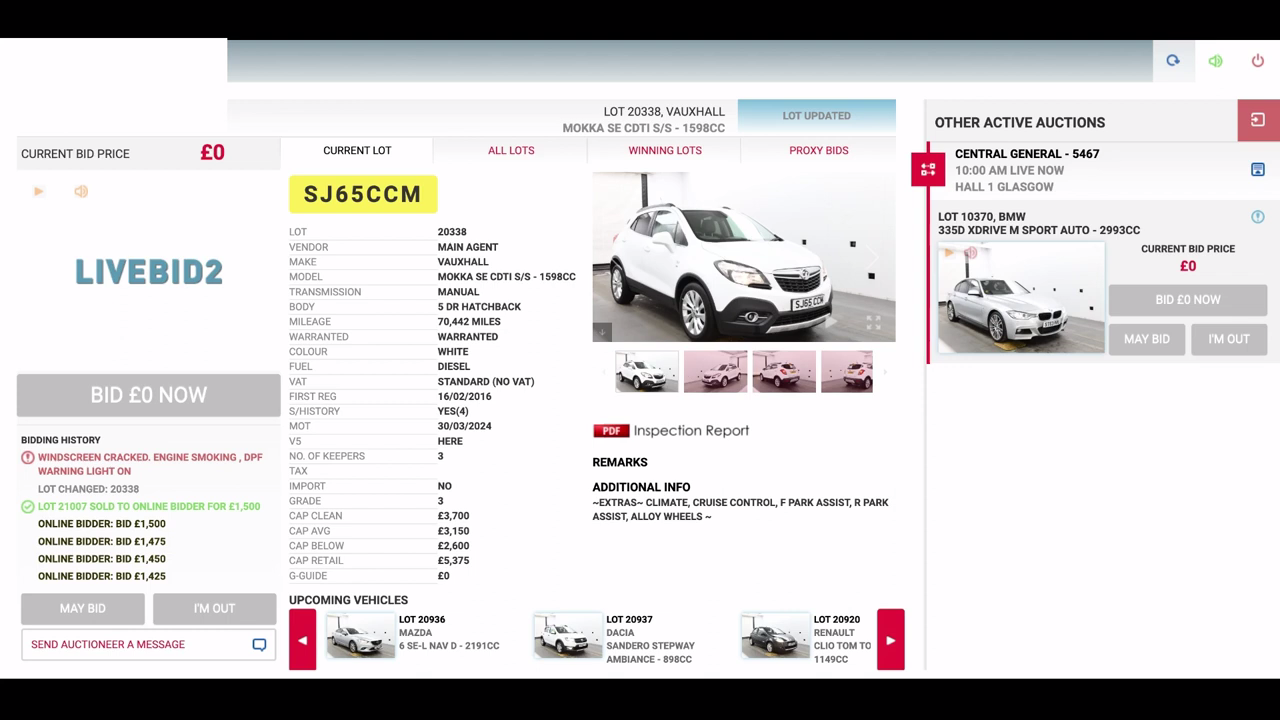 LOT 20338, VAUXHALL
MOKKA SE CDTI S/S - 1598CC
LOT UPDATED
CURRENT BID PRICE £0
LIVEBID2
BID £0 NOW
BIDDING HISTORY
WINDSCREEN CRACKED. ENGINE SMOKING , DPF
WARNING LIGHT ON
LOT CHANGED: 20338
LOT 21007 SOLD TO ONLINE BIDDER FOR £1,500
ONLINE BIDDER: BID £1,500
ONLINE BIDDER: BID £1,475
ONLINE BIDDER: BID £1,450
ONLINE BIDDER: BID £1,425
MAY BID I'M OUT
SEND AUCTIONEER A MESSAGE
CURRENT LOT ALL LOTS WINNING LOTS PROXY BIDS
SJ65CCM
LOT 20338
VENDOR MAIN AGENT
MAKE VAUXHALL
MODEL MOKKA SE CDTI S/S - 1598CC
TRANSMISSION MANUAL
BODY 5 DR HATCHBACK
MILEAGE 70,442 MILES
WARRANTED WARRANTED
COLOUR WHITE
FUEL DIESEL
VAT STANDARD (NO VAT)
FIRST REG 16/02/2016
S/HISTORY YES(4)
MOT 30/03/2024
V5 HERE
NO. OF KEEPERS 3
TAX
IMPORT NO
GRADE 3
CAP CLEAN £3,700
CAP AVG £3,150
CAP BELOW £2,600
CAP RETAIL £5,375
G-GUIDE £0
SJ65 CCM
PDF Inspection Report
REMARKS
ADDITIONAL INFO
~EXTRAS~ CLIMATE, CRUISE CONTROL, F PARK ASSIST, R PARK
ASSIST, ALLOY WHEELS ~
UPCOMING VEHICLES
LOT 20936
MAZDA
6 SE-L NAV D - 2191CC
LOT 20937
DACIA
SANDERO STEPWAY
AMBIANCE - 898CC
LOT 20920
RENAULT
CLIO TOM TO
1149CC
OTHER ACTIVE AUCTIONS
CENTRAL GENERAL - 5467
10:00 AM LIVE NOW
HALL 1 GLASGOW
LOT 10370, BMW
335D XDRIVE M SPORT AUTO - 2993CC
CURRENT BID PRICE
£0
BID £0 NOW
MAY BID I'M OUT